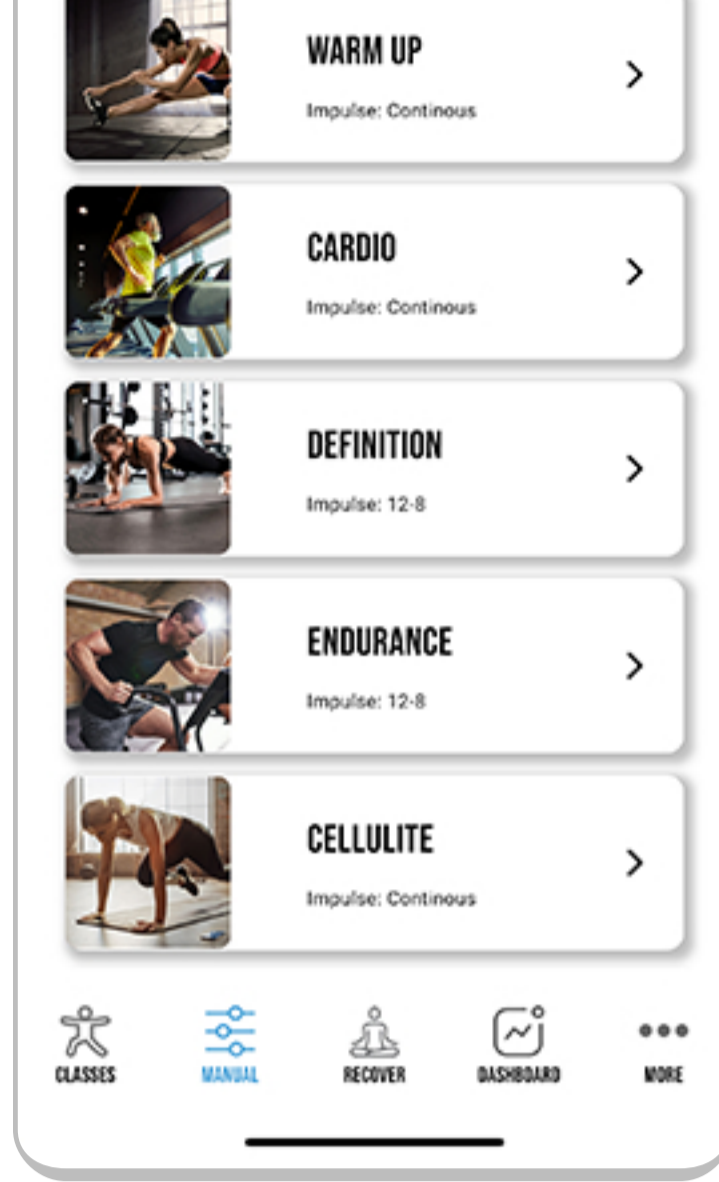 WARM UP
Impulse: Continous
CARDIO
Impulse: Continous
DEFINITION
Impulse: 12-8
ENDURANCE
Impulse: 12-8
CELLULITE
Impulse: Continous
CLASSES
MANUAL
RECOVER
DASHBOARD
MORE